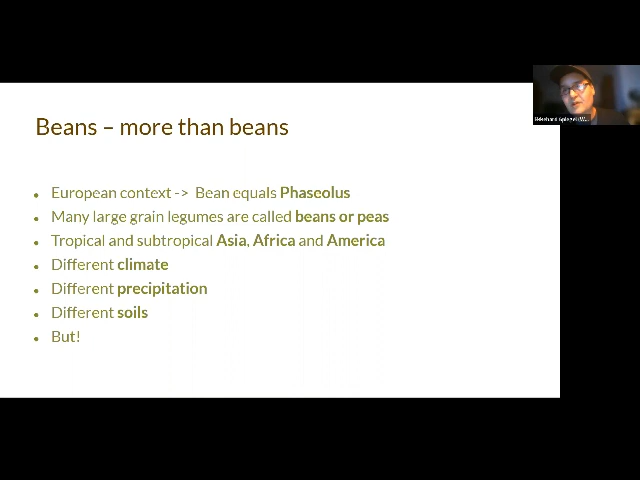 Beans – more than beans
• European context -> Bean equals Phaseolus
• Many large grain legumes are called beans or peas
• Tropical and subtropical Asia, Africa and America
• Different climate
• Different precipitation
• Different soils
• But!